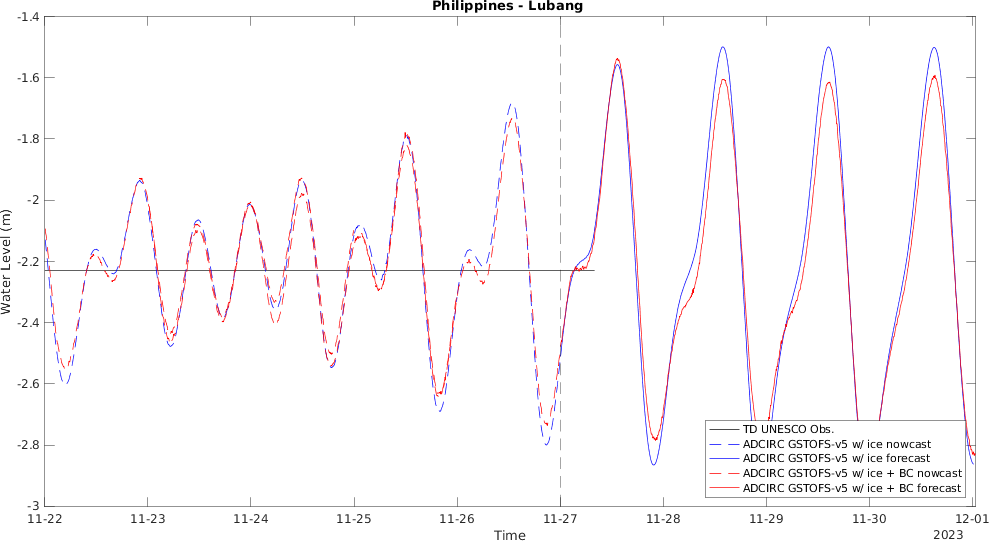 Philippines - Lubang
-1.4
-1.6
-1.8
-2
-2.2
-2.4
-2.6
-2.8
-3
Water Level (m)
TD UNESCO Obs.
ADCIRC GSTOFS-v5 w/ ice nowcast
ADCIRC GSTOFS-v5 w/ ice forecast
ADCIRC GSTOFS-v5 w/ ice + BC nowcast
ADCIRC GSTOFS-v5 w/ ice + BC forecast
11-22 11-23 11-24 11-25 11-26 11-27 11-28 11-29 11-30 12-01
Time
2023